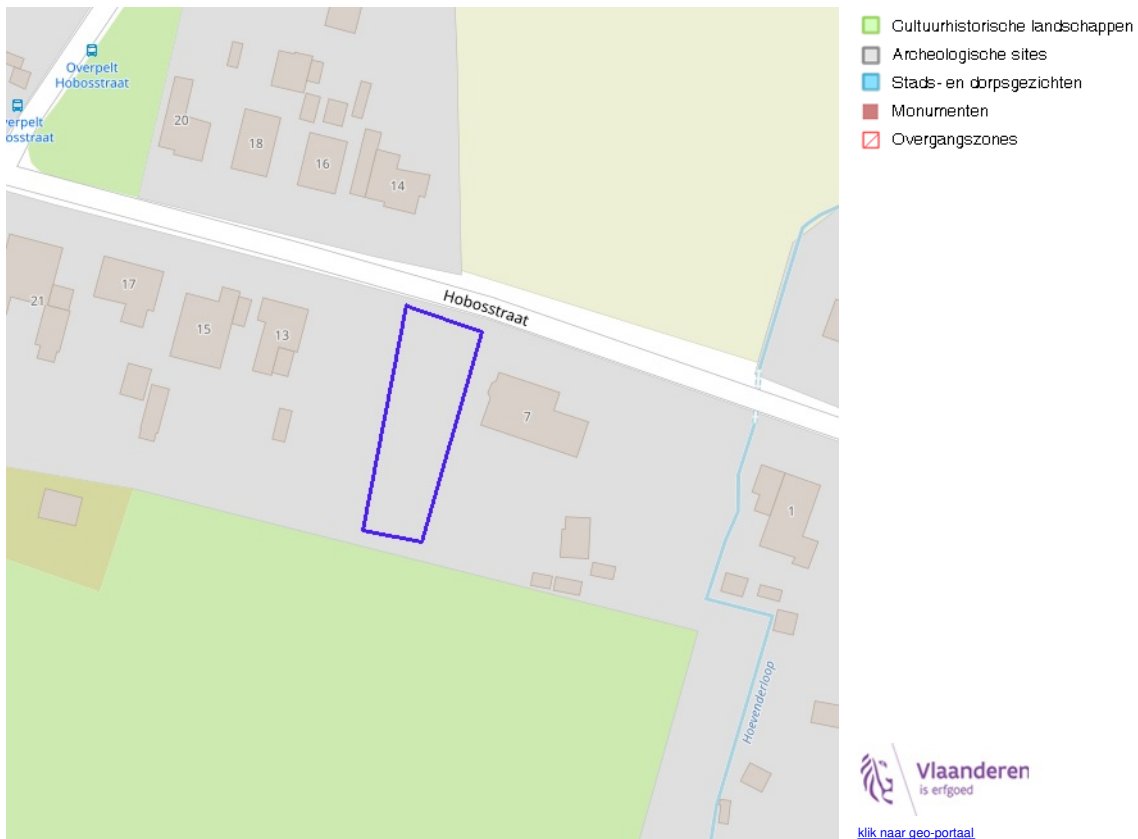 Overpelt
Hobosstraat
verpelt
osstraat
20
18
16
14
Hobosstraat
21
17
15
13
7
1
Hoevenderloop
Cultuurhistorische landschappen
Archeologische sites
Stads- en dorpsgezichten
Monumenten
Overgangszones
Vlaanderen
is erfgoed
klik naar geo-portaal